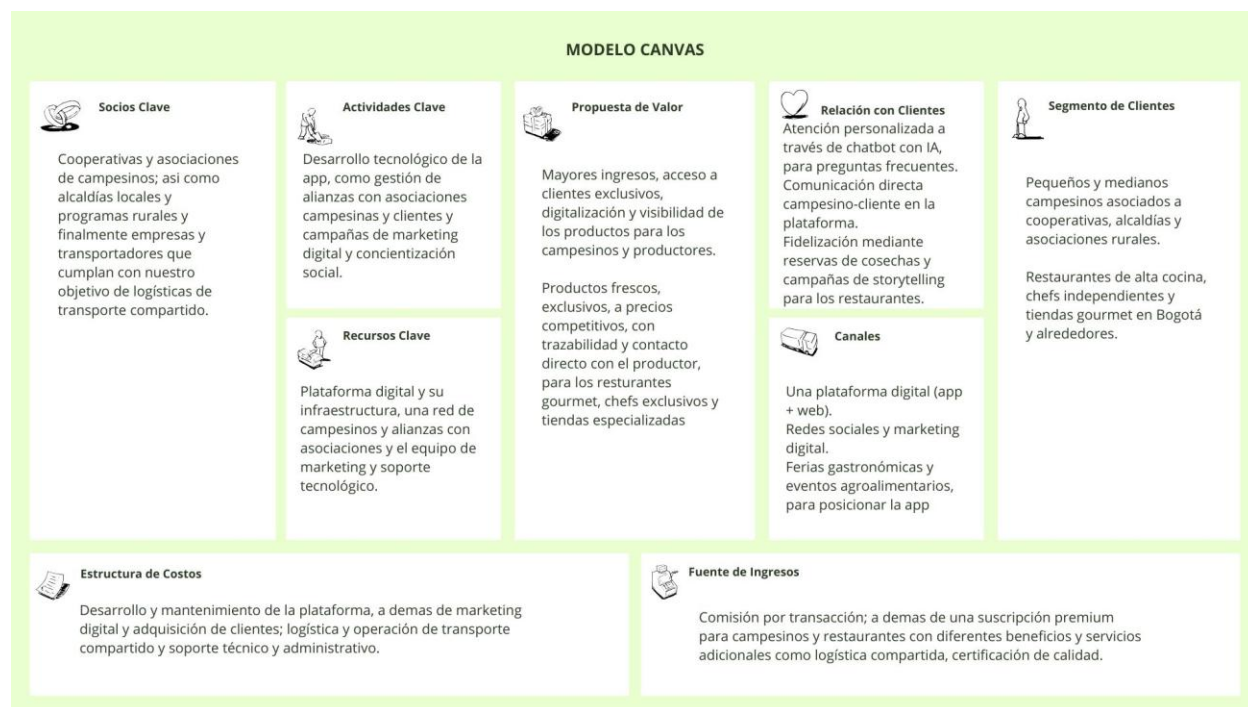 MODELO CANVAS
Socios Clave
Cooperativas y asociaciones
de campesinos; asi como
alcaldías locales y
programas rurales y
finalmente empresas y
transportadores que
cumplan con nuestro
objetivo de logísticas de
transporte compartido.
Actividades Clave
Desarrollo tecnológico de la
app, como gestión de
alianzas con asociaciones
campesinas y clientes y
campañas de marketing
digital y concientización
social.
Recursos Clave
Plataforma digital y su
infraestructura, una red de
campesinos y alianzas con
asociaciones y el equipo de
marketing y soporte
tecnológico.
Propuesta de Valor
Mayores ingresos, acceso a
clientes exclusivos,
digitalización y visibilidad de
los productos para los
campesinos y productores.
Productos frescos,
exclusivos, a precios
competitivos, con
trazabilidad y contacto
directo con el productor,
para los resturantes
gourmet, chefs exclusivos y
tiendas especializadas
Relación con Clientes
Atención personalizada a
través de chatbot con IA,
para preguntas frecuentes.
Comunicación directa
campesino-cliente en la
plataforma.
Fidelización mediante
reservas de cosechas y
campañas de storytelling
para los restaurantes.
Canales
Una plataforma digital (app
+ web).
Redes sociales y marketing
digital.
Ferias gastronómicas y
eventos agroalimentarios,
para posicionar la app
Segmento de Clientes
Pequeños y medianos
campesinos asociados a
cooperativas, alcaldías y
asociaciones rurales.
Restaurantes de alta cocina,
chefs independientes y
tiendas gourmet en Bogotá
y alrededores.
Estructura de Costos
Desarrollo y mantenimiento de la plataforma, a demas de marketing
digital y adquisición de clientes; logística y operación de transporte
compartido y soporte técnico y administrativo.
Fuente de Ingresos
Comisión por transacción; a demas de una suscripción premium
para campesinos y restaurantes con diferentes beneficios y servicios
adicionales como logística compartida, certificación de calidad.